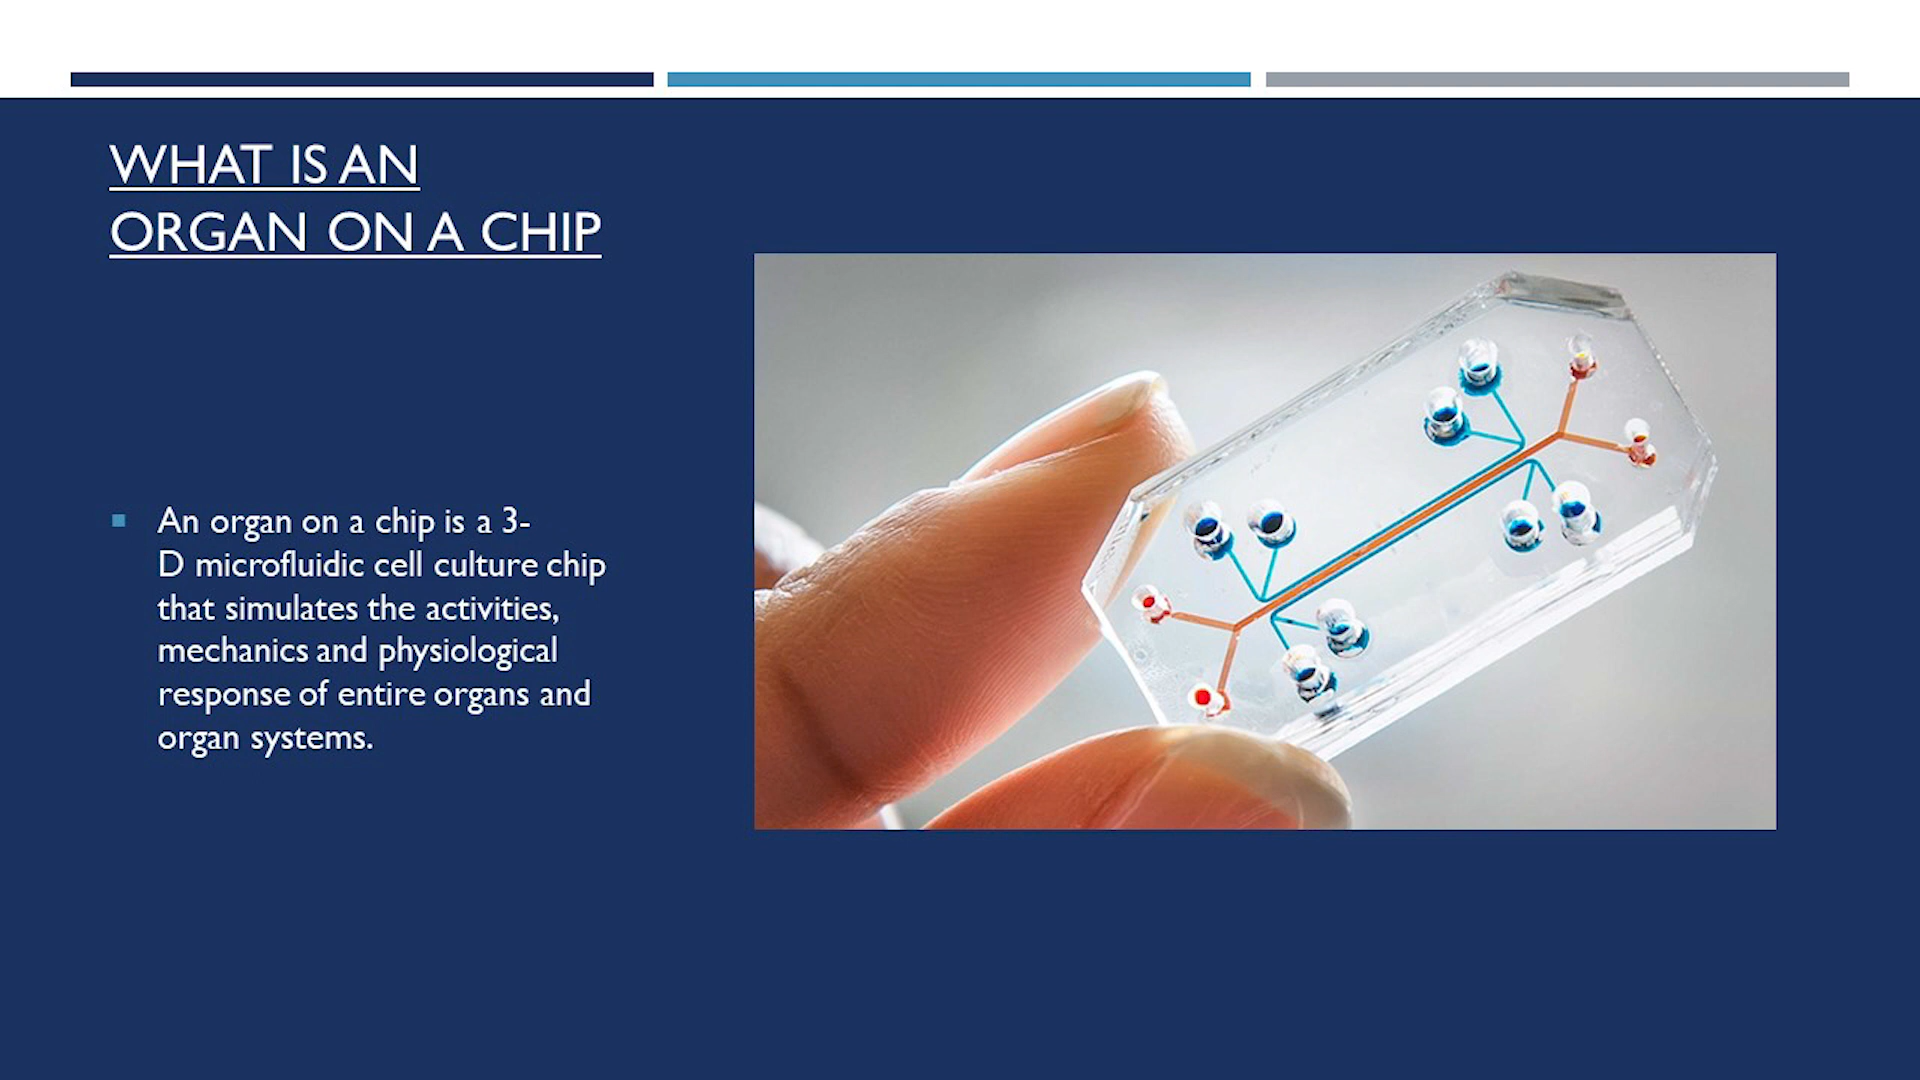 WHAT IS AN
ORGAN ON A CHIP
An organ on a chip is a 3-
D microfluidic cell culture chip
that simulates the activities,
mechanics and physiological
response of entire organs and
organ systems.